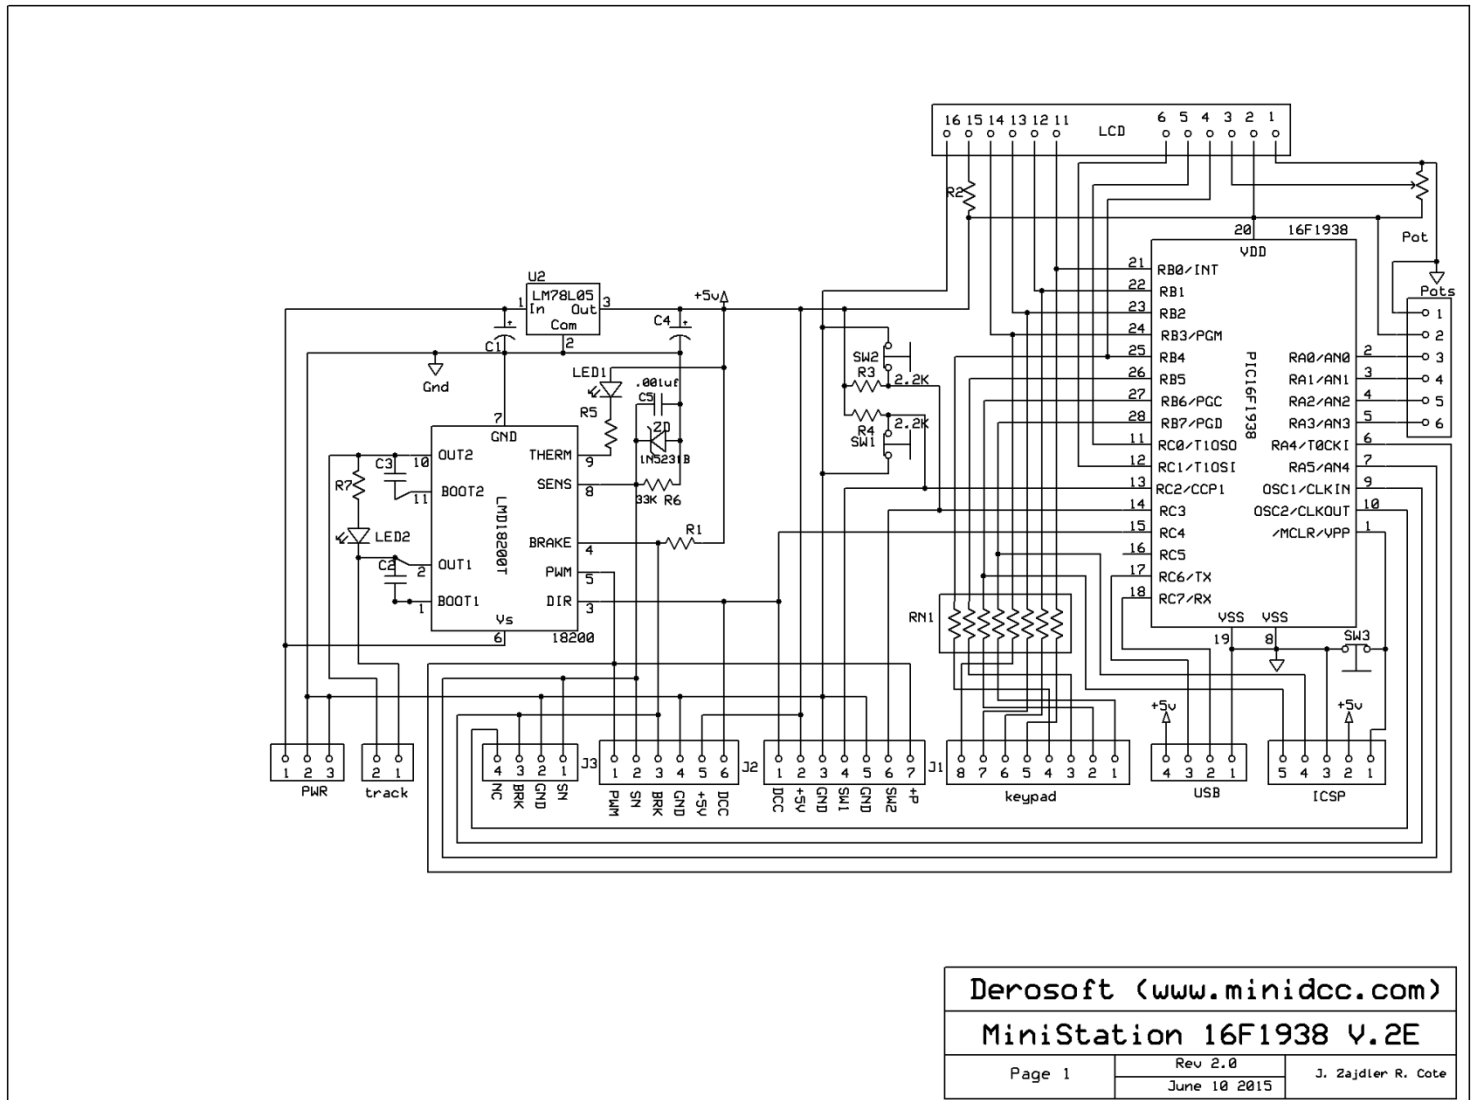 16 15 14 13 12 11 LCD 6 5 4 3 2 1
R2
20 16F1938 Pot
VDD
21 RB0/INT
22 RB1
23 RB2
24 RB3/PGM
25 RB4
26 RB5
27 RB6/PGC
28 RB7/PGD
11 RC0/T1OSO
12 RC1/T1OSI
13 RC2/CCP1
14 RC3
15 RC4
16 RC5
17 RC6/TX
18 RC7/RX
PIC16F1938
RA0/AN0 2
RA1/AN1 3
RA2/AN2 4
RA3/AN3 5
RA4/T0CKI 6
RA5/AN4 7
OSC1/CLKIN 9
OSC2/CLKOUT 10
/MCLR/VPP 1
VSS VSS
19 8
SW3
Pots
1
2
3
4
5
6
U2
LM78L05
1 In Out 3
Com
2
C1
C4
+5v
Gnd
LED1
R5
.001uf
C5
ZD
1N5231B
33K R6
SW2
R3 2.2K
R4 2.2K
SW1
7
GND
10 OUT2
11 BOOT2
2 OUT1
1 BOOT1
LMD18200T
THERM 9
SENS 8
BRAKE 4
PWM 5
DIR 3
Vs
6 18200
C3
R7
LED2
C2
R1
RN1
1 2 3
PWR
2 1
track
4 3 2 1 J3
NC BRK GND SN
1 2 3 4 5 6 J2
PWM SN BRK GND +5V DCC
1 2 3 4 5 6 7 J1
DCC +5V GND SW1 GND SW2 +P
8 7 6 5 4 3 2 1
keypad
+5v
4 3 2 1
USB
+5v
5 4 3 2 1
ICSP
Derosoft (www.minidcc.com)
MiniStation 16F1938 V.2E
Page 1
Rev 2.0
June 10 2015
J. Zajdler R. Cote